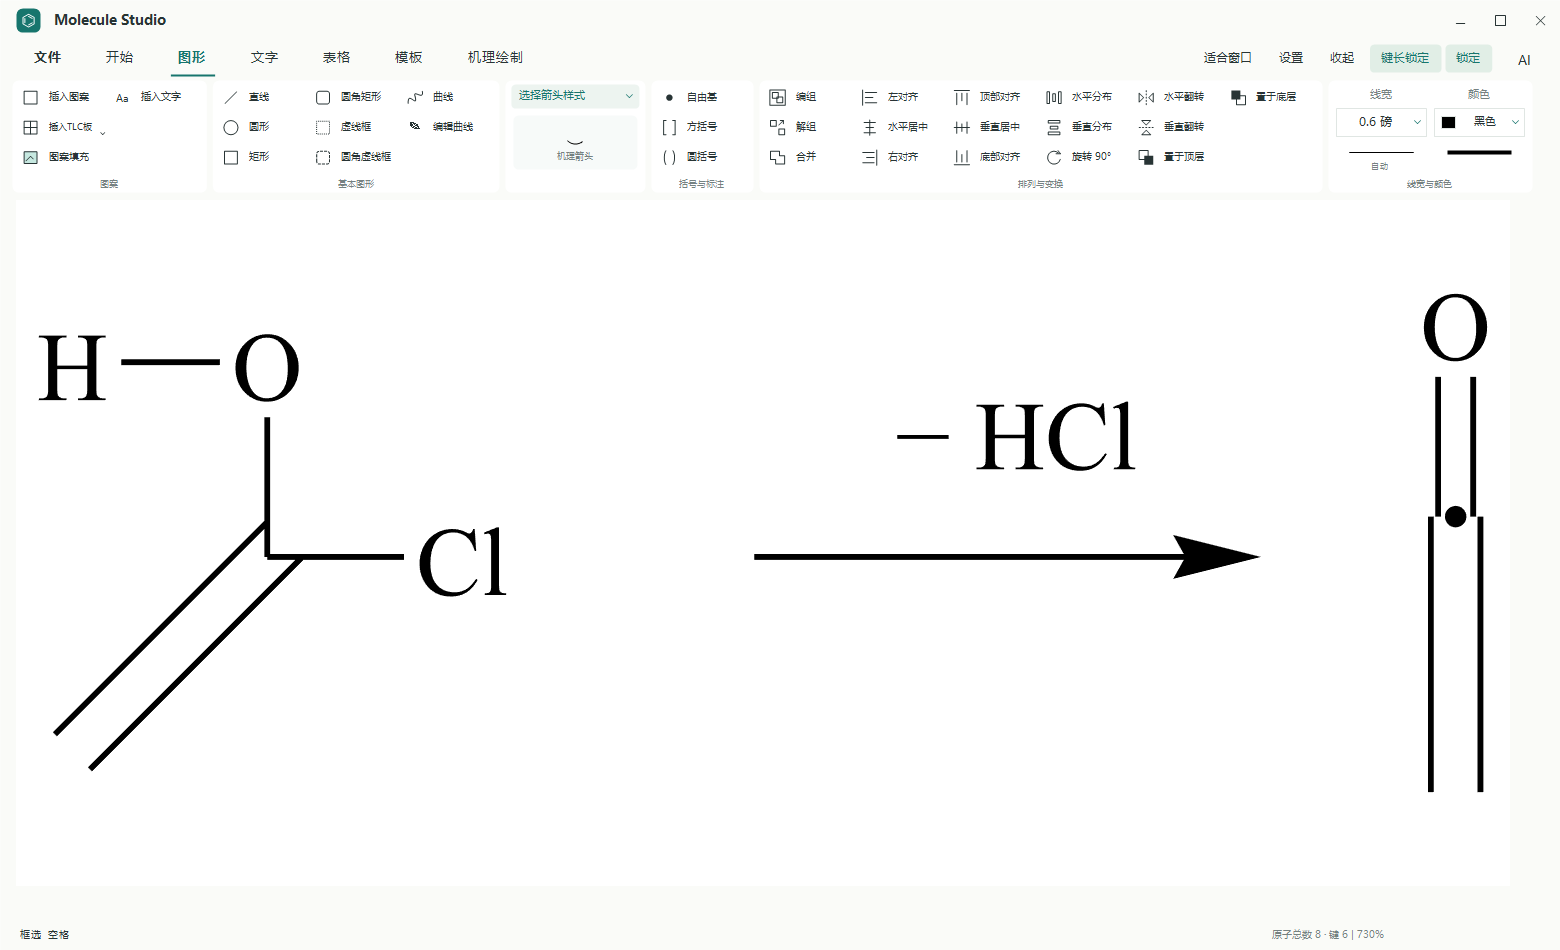 Molecule Studio
文件 开始 图形 文字 表格 模板 机理绘制 适合窗口 设置 收起 键长锁定 锁定 AI
插入图案 Aa 插入文字
插入TLC板
图案填充
图案
直线 圆角矩形 曲线
圆形 虚线框 编辑曲线
矩形 圆角虚线框
基本图形
选择箭头样式
机理箭头
自由基
方括号
圆括号
括号与标注
编组 左对齐 顶部对齐 水平分布 水平翻转 置于底层
解组 水平居中 垂直居中 垂直分布 垂直翻转
合并 右对齐 底部对齐 旋转 90° 置于顶层
排列与变换
线宽 颜色
0.6 磅 黑色
自动
线宽与颜色
H O
Cl
− HCl
O
框选 空格
原子总数 8 · 键 6 | 730%